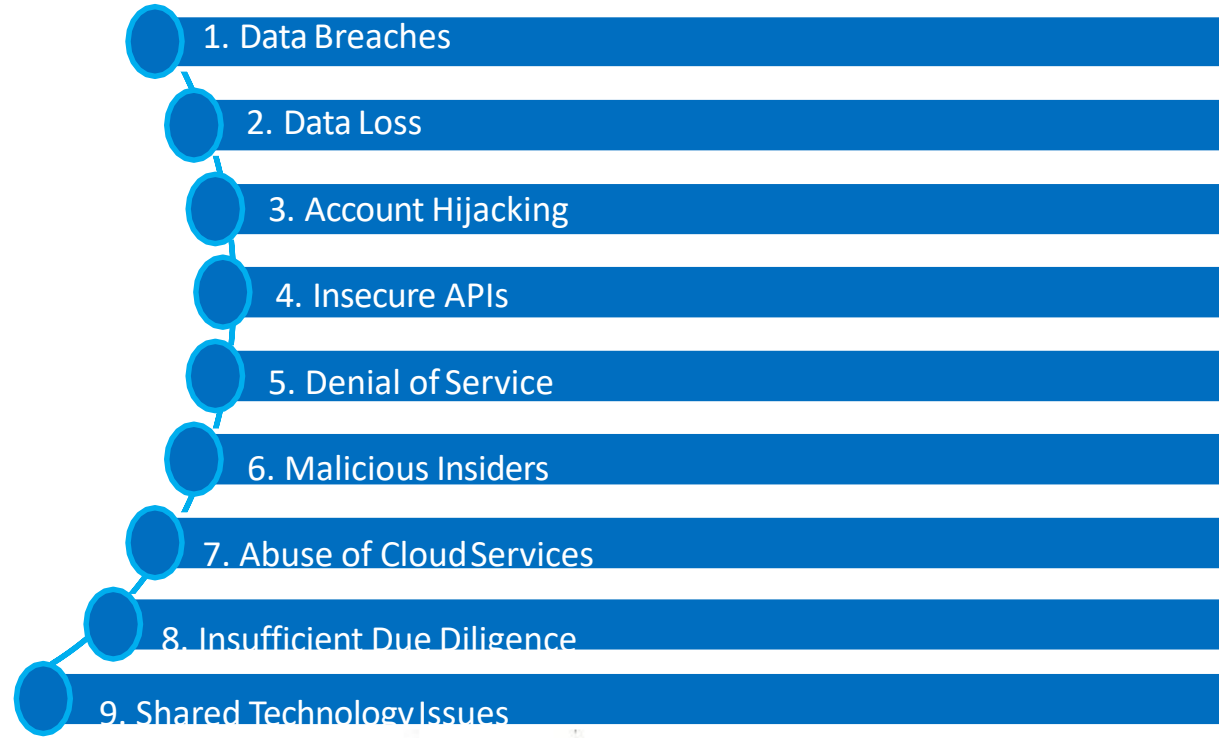 1. Data Breaches
2. Data Loss
3. Account Hijacking
4. Insecure APIs
5. Denial of Service
6. Malicious Insiders
7. Abuse of Cloud Services
8. Insufficient Due Diligence
9. Shared Technology Issues